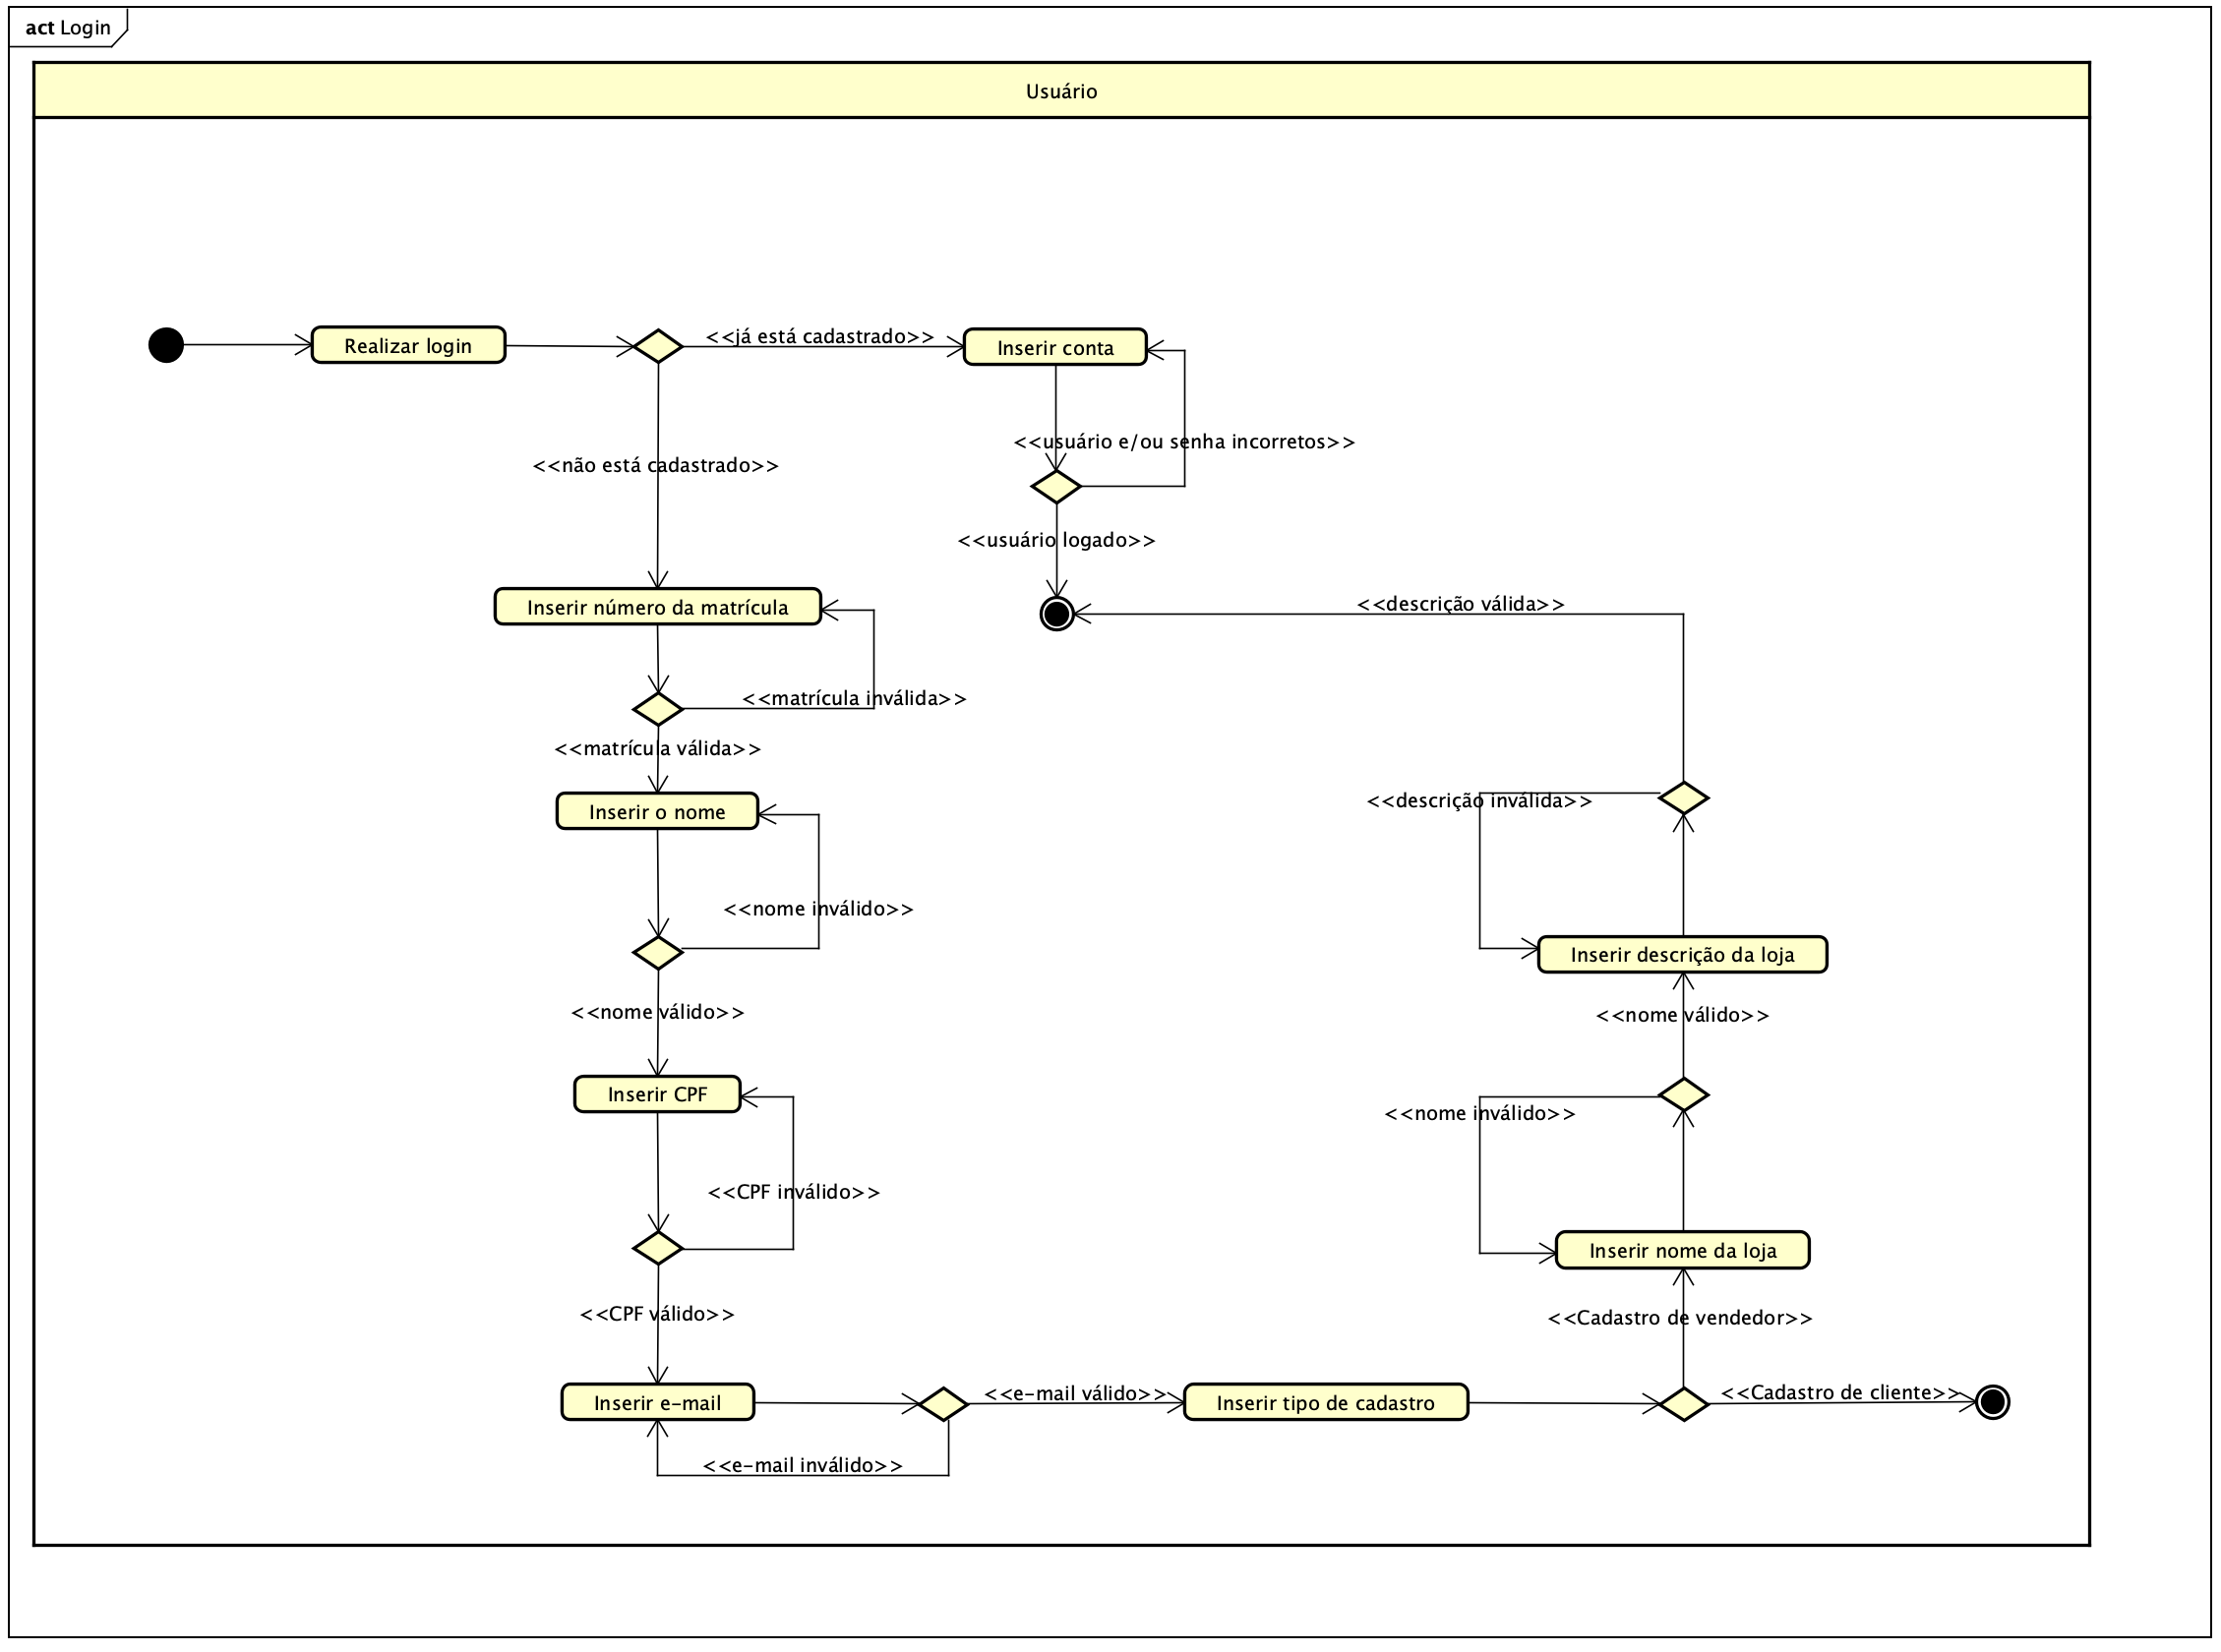 act Login
Usuário
Realizar login
<<já está cadastrado>>
Inserir conta
<<usuário e/ou senha incorretos>>
<<não está cadastrado>>
<<usuário logado>>
Inserir número da matrícula
<<descrição válida>>
<<matrícula inválida>>
<<matrícula válida>>
Inserir o nome
<<descrição inválida>>
<<nome inválido>>
Inserir descrição da loja
<<nome válido>>
<<nome válido>>
Inserir CPF
<<nome inválido>>
<<CPF inválido>>
Inserir nome da loja
<<CPF válido>>
<<Cadastro de vendedor>>
Inserir e-mail
<<e-mail válido>>
Inserir tipo de cadastro
<<Cadastro de cliente>>
<<e-mail inválido>>